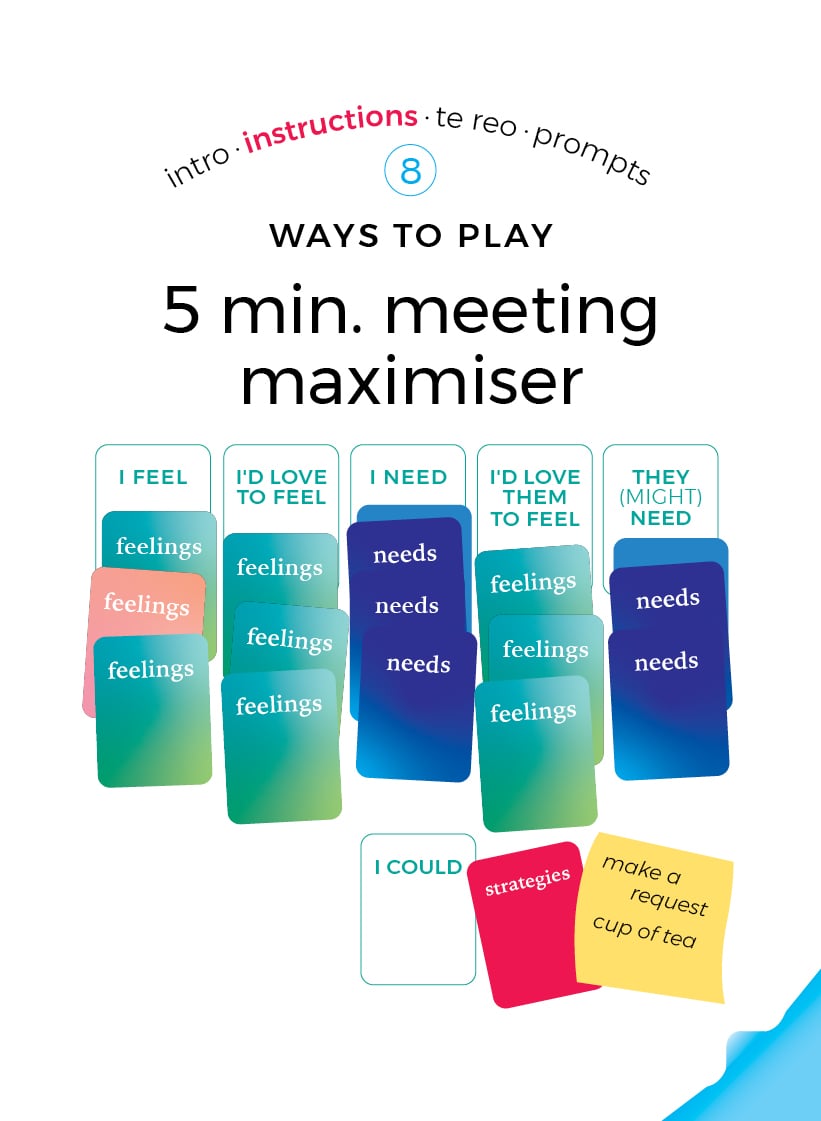 intro · instructions · te reo · prompts
8
WAYS TO PLAY
5 min. meeting
maximiser
I FEEL
feelings
feelings
feelings
I'D LOVE
TO FEEL
feelings
feelings
feelings
I NEED
needs
needs
needs
I'D LOVE
THEM
TO FEEL
feelings
feelings
feelings
THEY
(MIGHT)
NEED
needs
needs
I COULD
strategies
make a
request
cup of tea